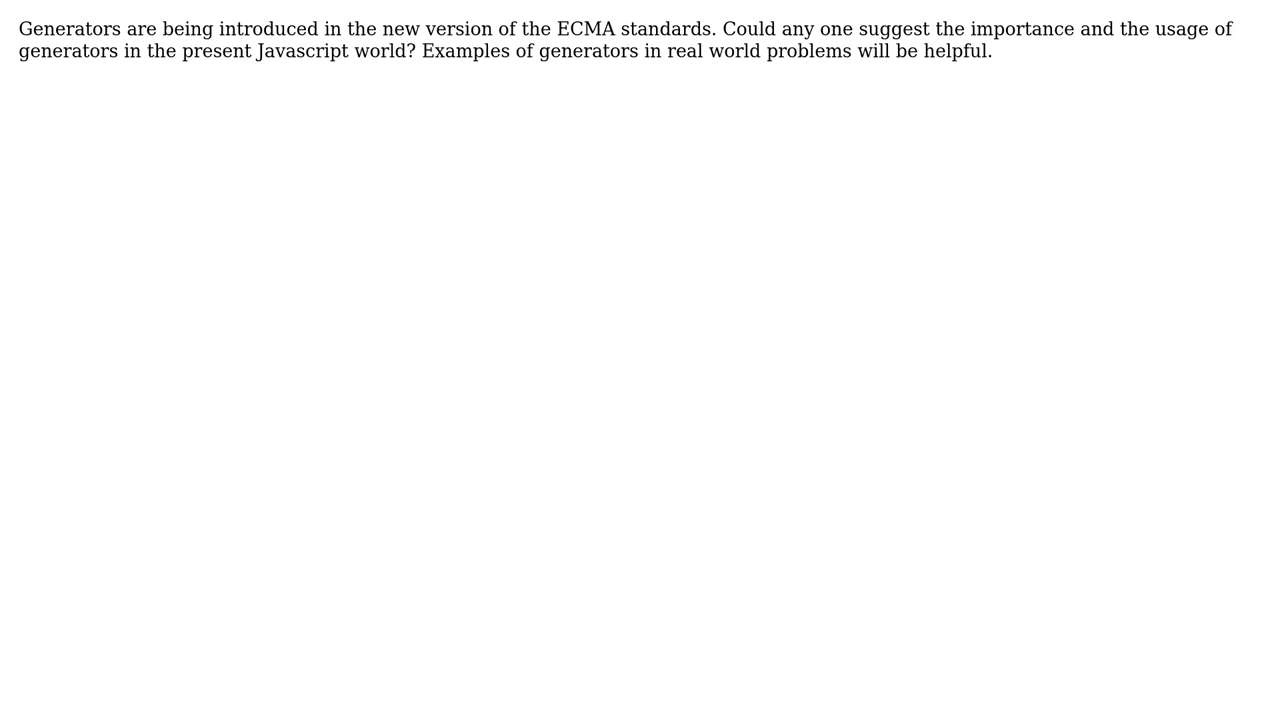 Generators are being introduced in the new version of the ECMA standards. Could any one suggest the importance and the usage of
generators in the present Javascript world? Examples of generators in real world problems will be helpful.